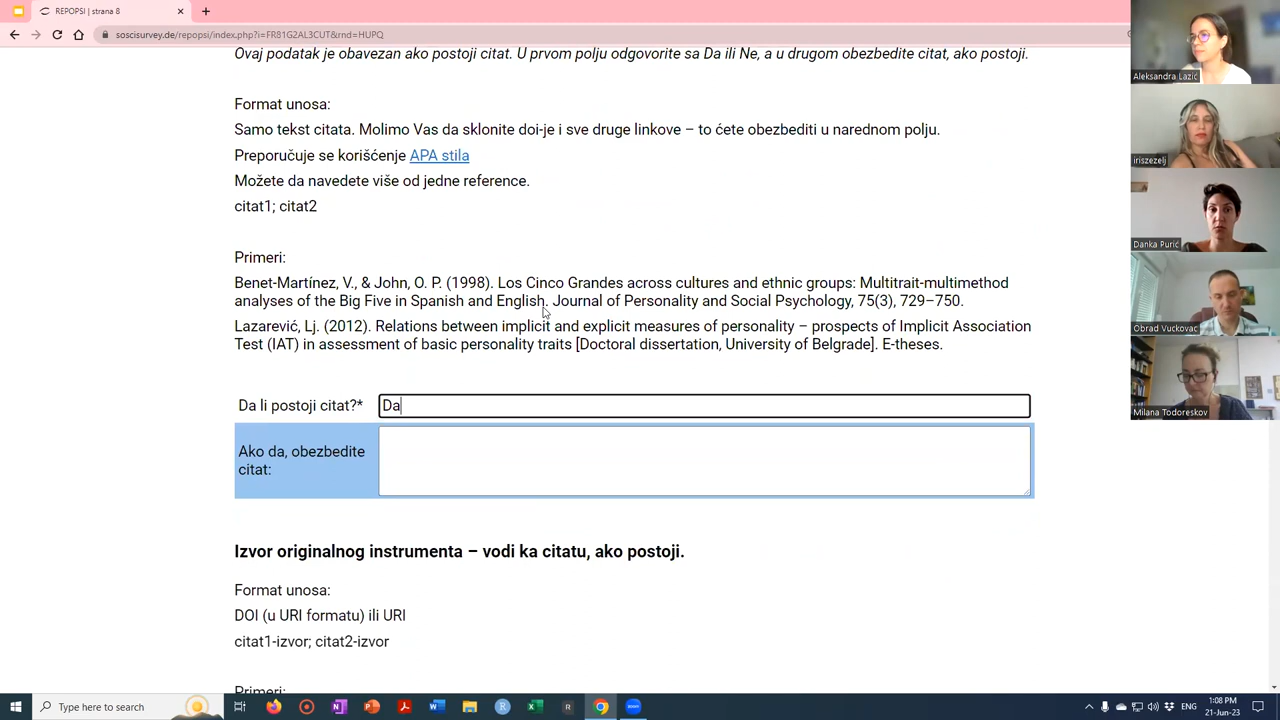 REPOPSI | strana 8
soscisurvey.de/repopsi/index.php?i=FR81G2AL3CUT&rnd=HUPQ
Ovaj podatak je obavezan ako postoji citat. U prvom polju odgovorite sa Da ili Ne, a u drugom obezbedite citat, ako postoji.
Format unosa:
Samo tekst citata. Molimo Vas da sklonite doi-je i sve druge linkove – to ćete obezbediti u narednom polju.
Preporučuje se korišćenje APA stila
Možete da navedete više od jedne reference.
citat1; citat2
Primeri:
Benet-Martínez, V., & John, O. P. (1998). Los Cinco Grandes across cultures and ethnic groups: Multitrait-multimethod
analyses of the Big Five in Spanish and English. Journal of Personality and Social Psychology, 75(3), 729–750.
Lazarević, Lj. (2012). Relations between implicit and explicit measures of personality – prospects of Implicit Association
Test (IAT) in assessment of basic personality traits [Doctoral dissertation, University of Belgrade]. E-theses.
Da li postoji citat?* Da
Ako da, obezbedite
citat:
Izvor originalnog instrumenta – vodi ka citatu, ako postoji.
Format unosa:
DOI (u URI formatu) ili URI
citat1-izvor; citat2-izvor
Primeri:
Aleksandra Lazić
iriszezelj
Danka Purić
Obrad Vuckovac
Milana Todoreskov
Type here to search
1:08 PM
21-Jun-23